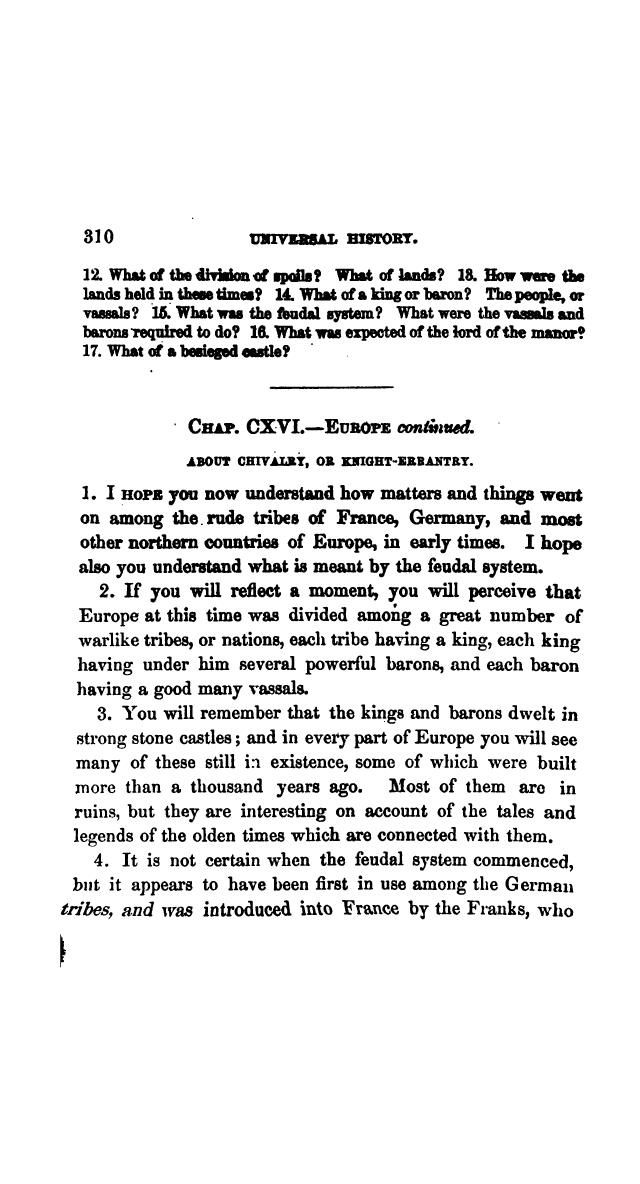 310 UNIVERSAL HISTORY.
12. What of the division of spoils? What of lands? 13. How were the
lands held in these times? 14. What of a king or baron? The people, or
vassals? 15. What was the feudal system? What were the vassals and
barons required to do? 16. What was expected of the lord of the manor?
17. What of a besieged castle?
CHAP. CXVI.—EUROPE continued.
ABOUT CHIVALRY, OR KNIGHT-ERRANTRY.
1. I HOPE you now understand how matters and things went
on among the rude tribes of France, Germany, and most
other northern countries of Europe, in early times. I hope
also you understand what is meant by the feudal system.
2. If you will reflect a moment, you will perceive that
Europe at this time was divided among a great number of
warlike tribes, or nations, each tribe having a king, each king
having under him several powerful barons, and each baron
having a good many vassals.
3. You will remember that the kings and barons dwelt in
strong stone castles; and in every part of Europe you will see
many of these still in existence, some of which were built
more than a thousand years ago. Most of them are in
ruins, but they are interesting on account of the tales and
legends of the olden times which are connected with them.
4. It is not certain when the feudal system commenced,
but it appears to have been first in use among the German
tribes, and was introduced into France by the Franks, who